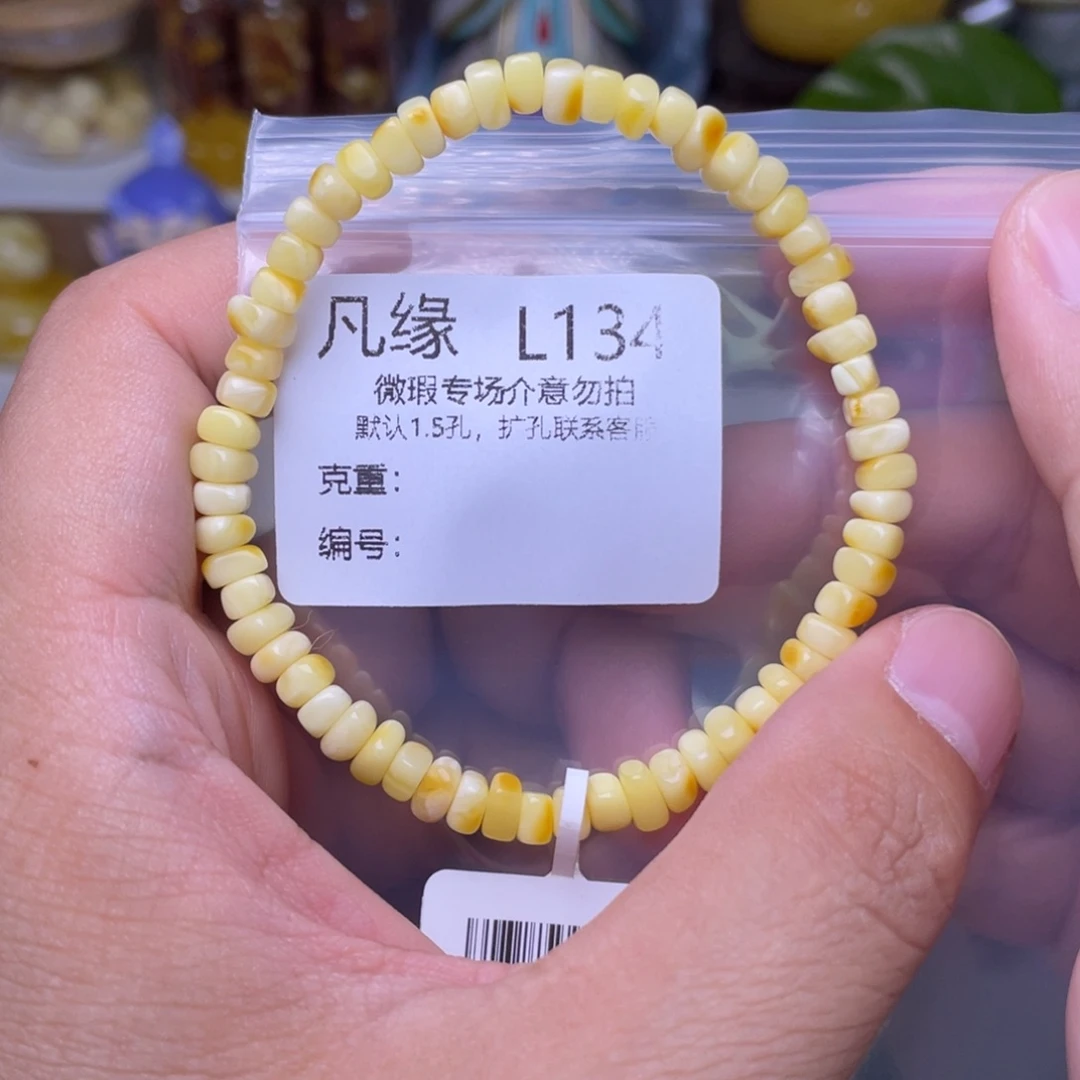 凡缘 L134
微瑕专场介意勿拍
默认1.5孔，扩孔联系客服
克重：
编号：